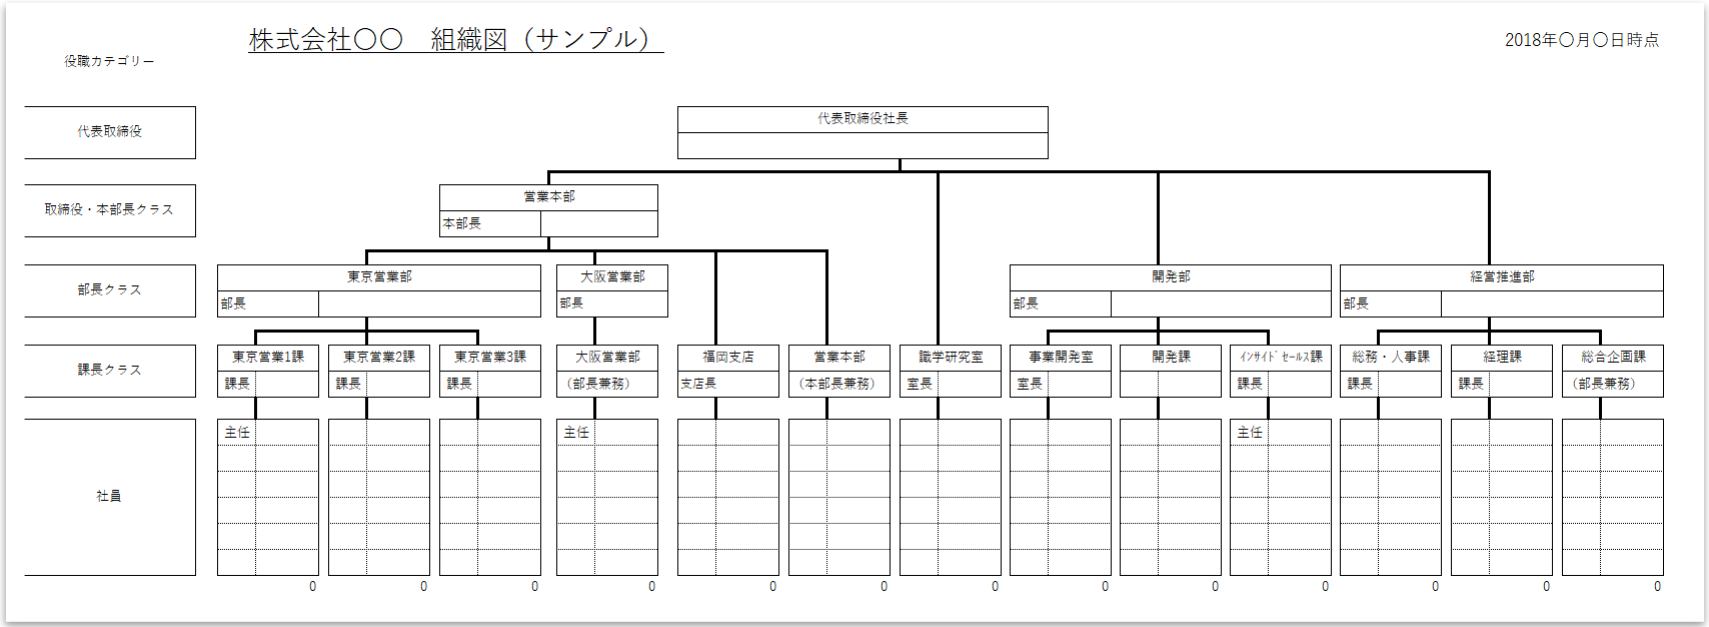 株式会社〇〇　組織図（サンプル）
2018年〇月〇日時点
役職カテゴリー
代表取締役
代表取締役社長
取締役・本部長クラス
営業本部
本部長
部長クラス
東京営業部
部長
大阪営業部
部長
開発部
部長
経営推進部
部長
課長クラス
東京営業1課
課長
東京営業2課
課長
東京営業3課
課長
大阪営業部
（部長兼務）
福岡支店
支店長
営業本部
（本部長兼務）
識学研究室
室長
事業開発室
室長
開発課
ｲﾝｻｲﾄﾞｾｰﾙｽ課
課長
総務・人事課
課長
経理課
課長
総合企画課
（部長兼務）
社員
主任
主任
主任
0
0
0
0
0
0
0
0
0
0
0
0
0